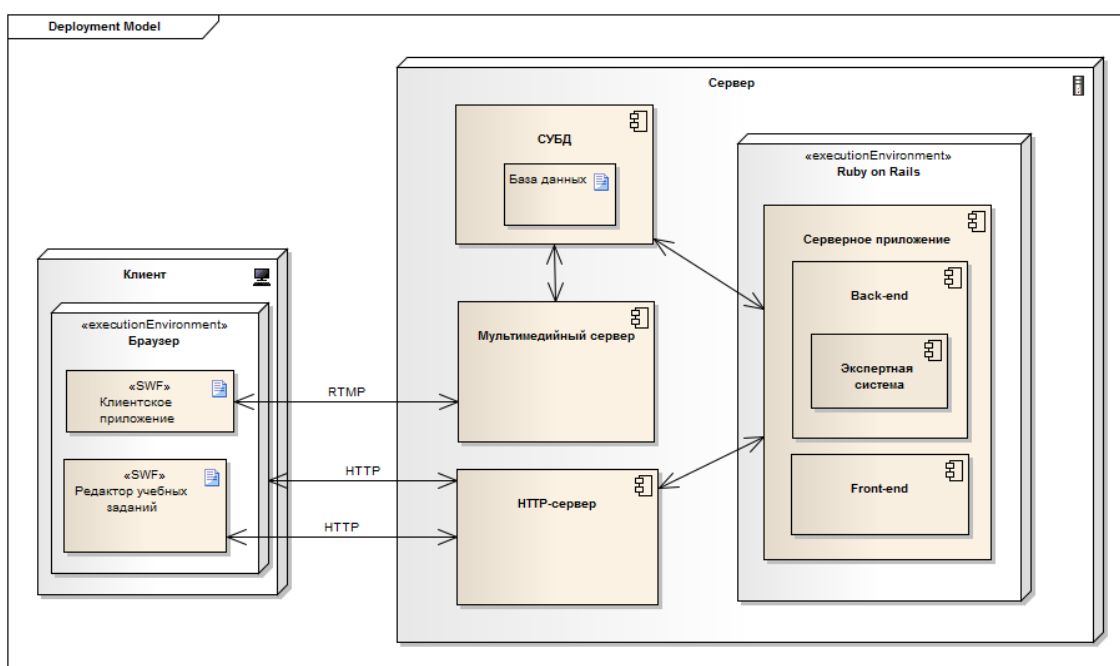 Deployment Model
Сервер
СУБД
База данных
«executionEnvironment»
Ruby on Rails
Серверное приложение
Back-end
Экспертная
система
Front-end
Клиент
«executionEnvironment»
Браузер
«SWF»
Клиентское
приложение
«SWF»
Редактор учебных
заданий
RTMP
HTTP
HTTP
Мультимедийный сервер
HTTP-сервер